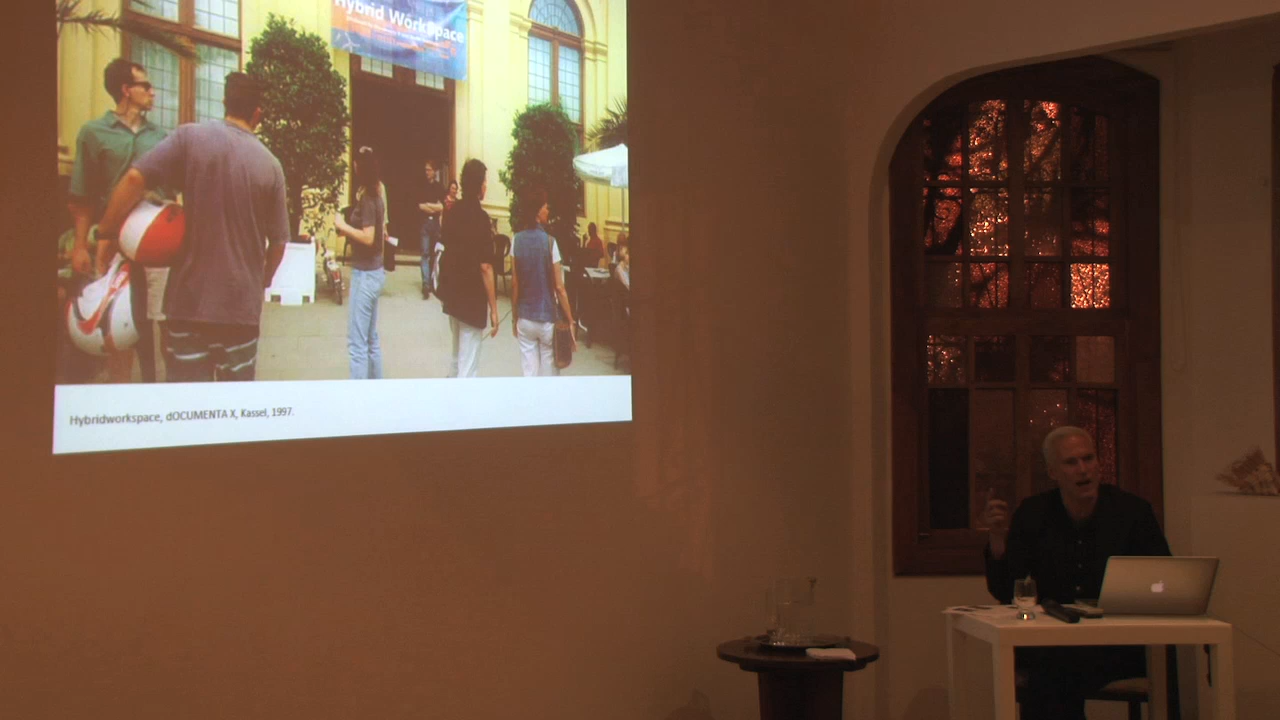 Hybrid WorkSpace
Hybridworkspace, dOCUMENTA X, Kassel, 1997.